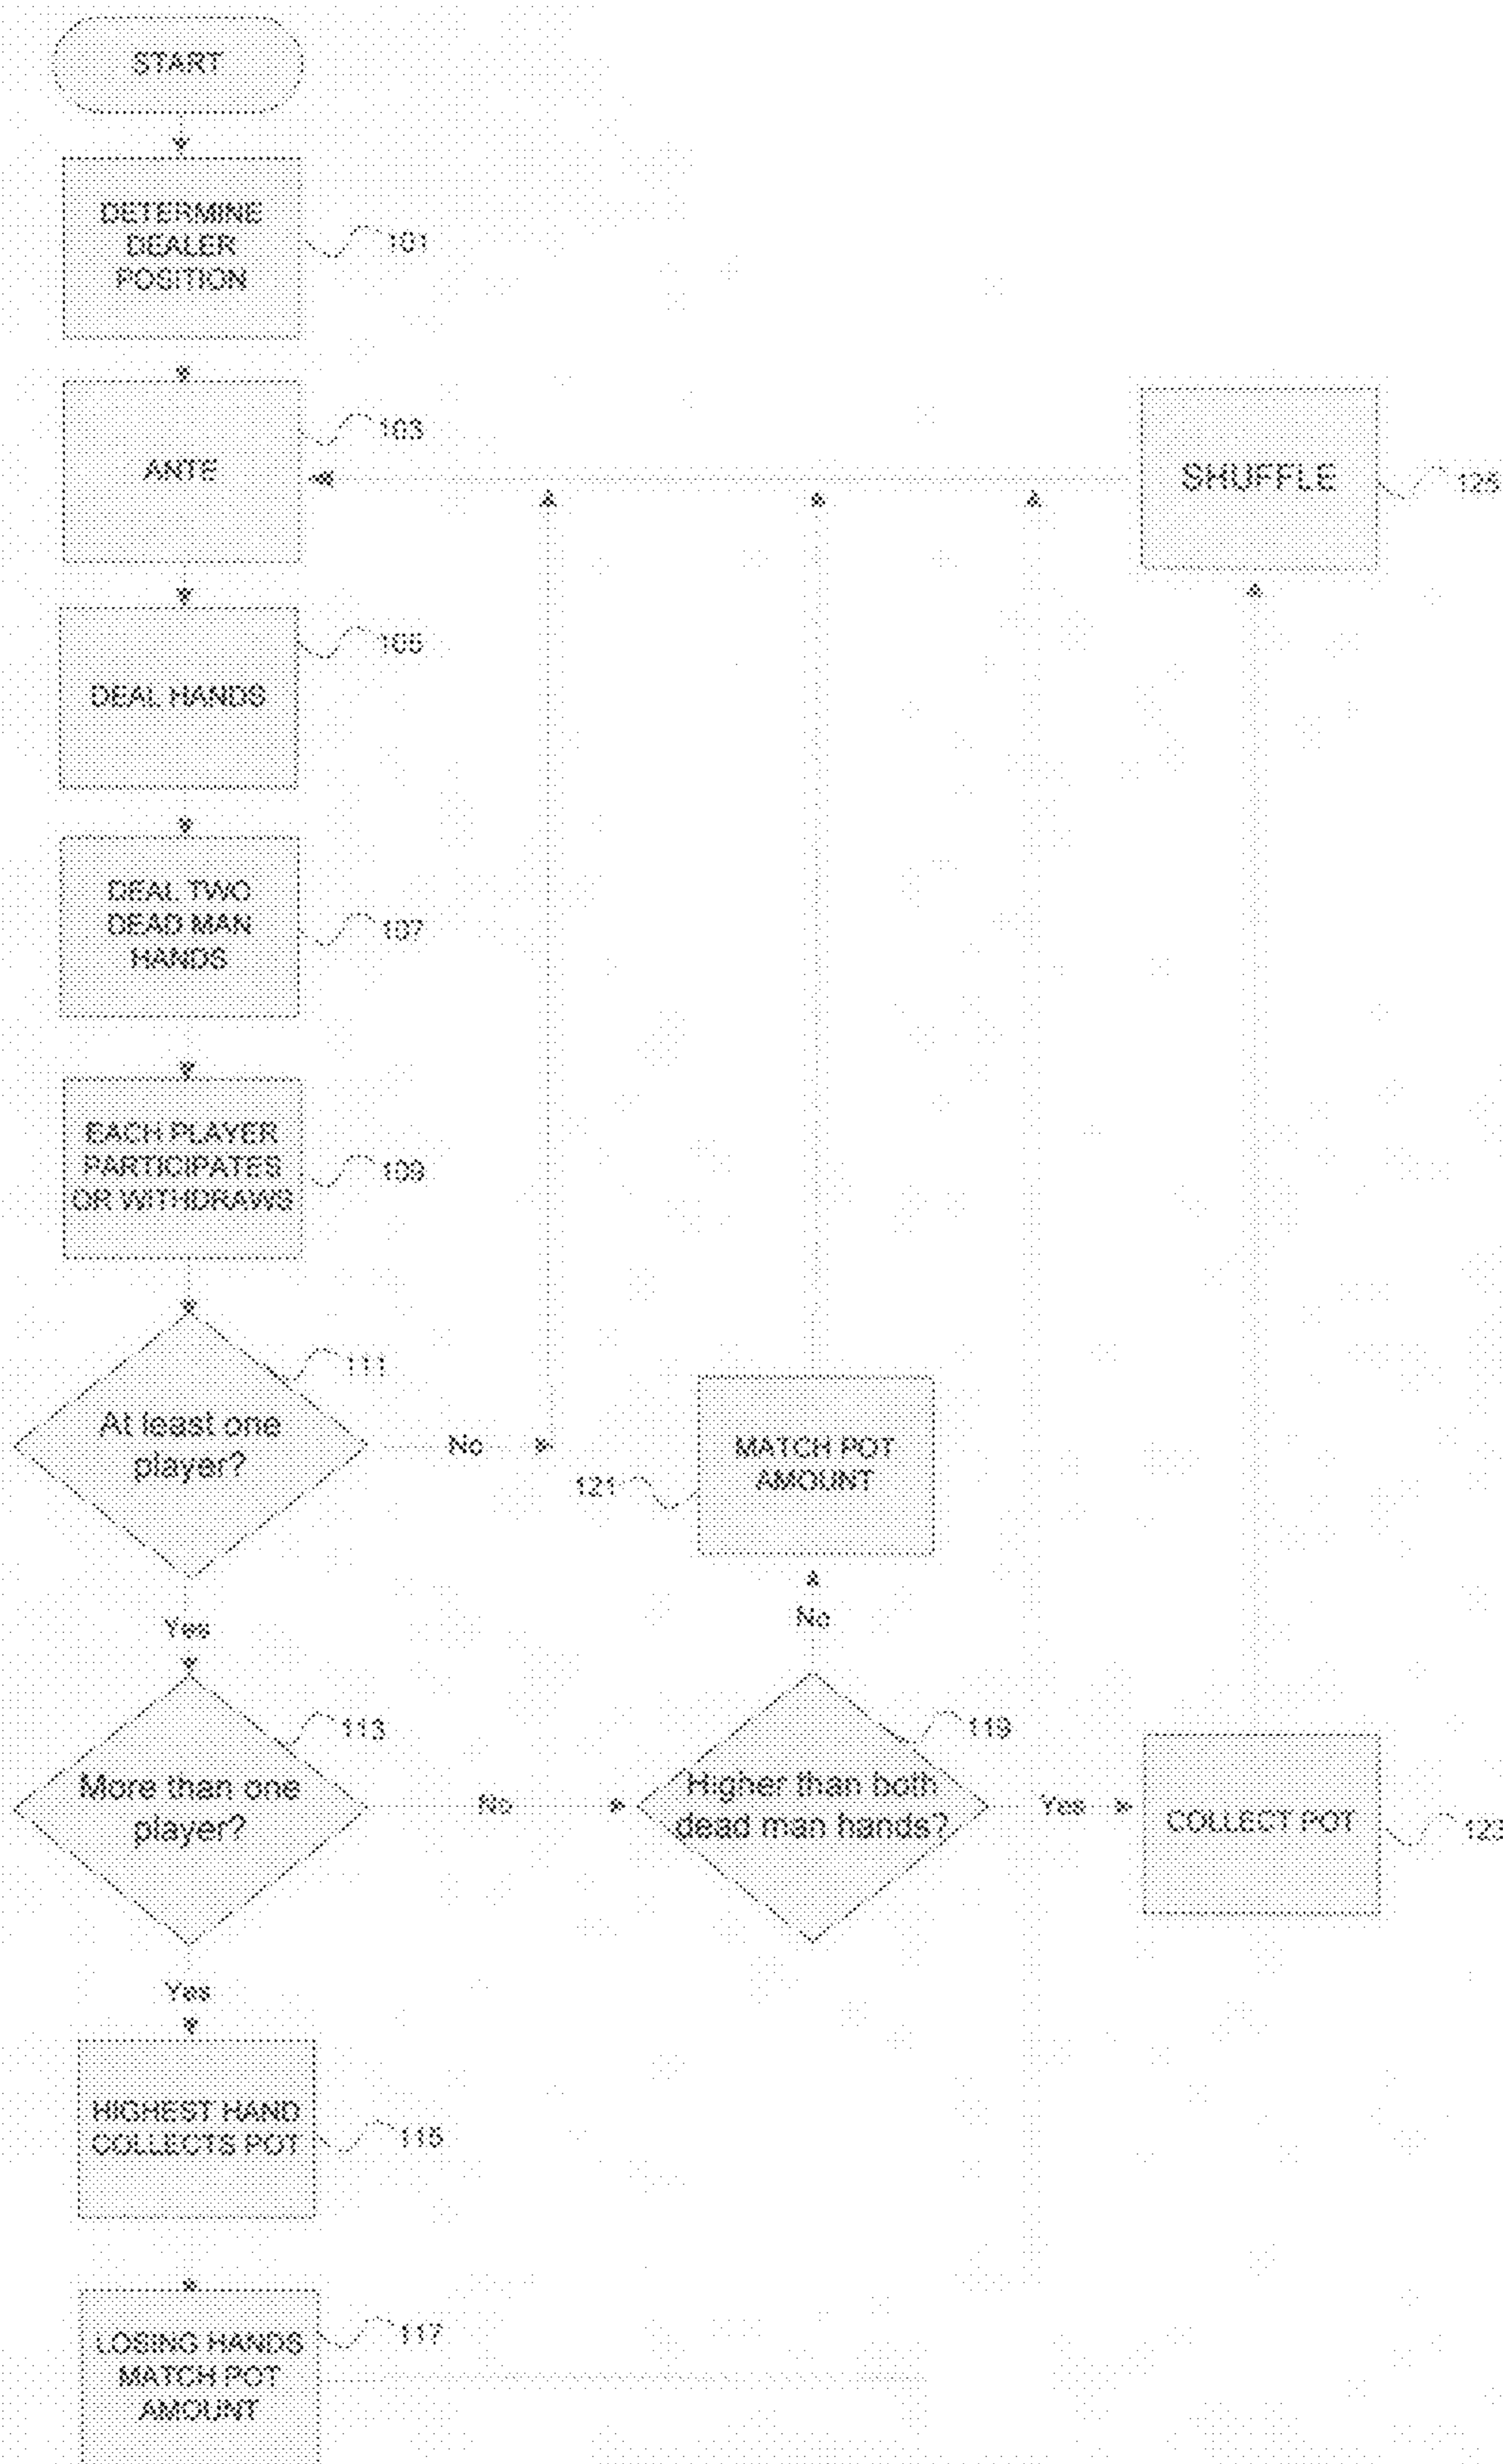 START
DETERMINE
DEALER
POSITION
101
ANTE
103
SHUFFLE
125
DEAL HANDS
105
DEAL TWO
DEAD MAN
HANDS
107
EACH PLAYER
PARTICIPATES
OR WITHDRAWS
109
At least one
player?
111
No
MATCH POT
AMOUNT
121
Yes
No
More than one
player?
113
No
Higher than both
dead man hands?
119
Yes
COLLECT POT
123
Yes
HIGHEST HAND
COLLECTS POT
115
LOSING HANDS
MATCH POT
AMOUNT
117